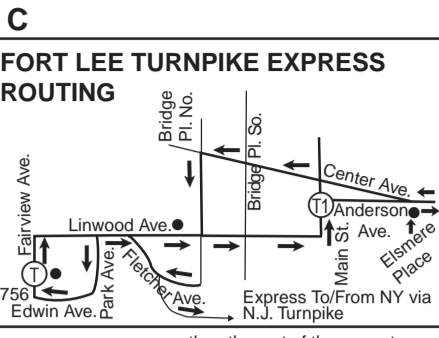 C
FORT LEE TURNPIKE EXPRESS
ROUTING
Bridge
Pl. No.
Bridge Pl. So.
Fairview Ave.
Center Ave.
Linwood Ave.
T1
Anderson
Ave.
Elsmere
Place
Main St.
T
Park Ave.
Fletcher Ave.
756
Edwin Ave.
Express To/From NY via
N.J. Turnpike